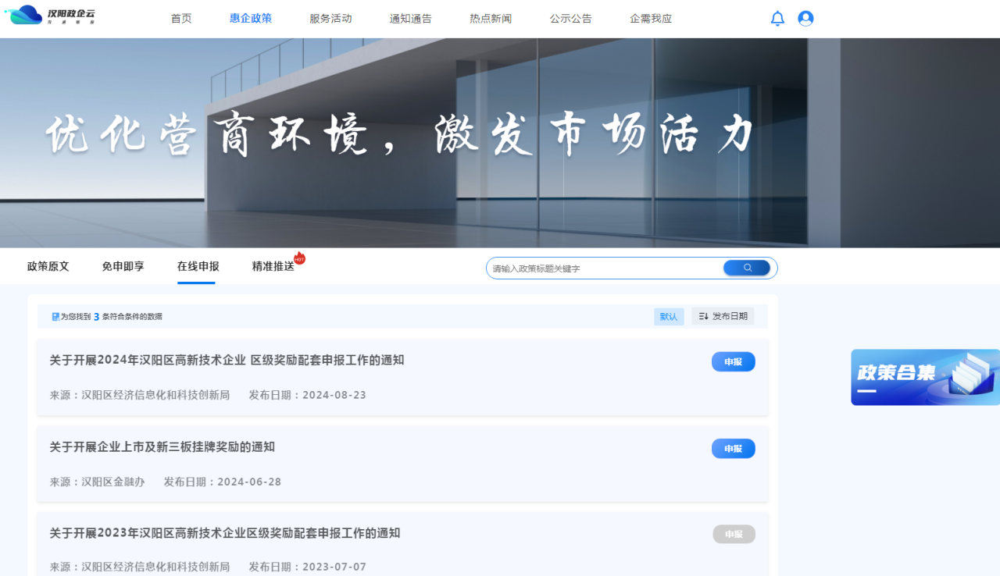 汉阳政企云
首页 惠企政策 服务活动 通知通告 热点新闻 公示公告 企需我应
优化营商环境，激发市场活力
政策原文 免申即享 在线申报 精准推送 HOT 请输入政策标题关键字
为您找到 3 条符合条件的数据 默认 发布日期
关于开展2024年汉阳区高新技术企业 区级奖励配套申报工作的通知 申报
来源：汉阳区经济信息化和科技创新局 发布日期：2024-08-23
政策合集
关于开展企业上市及新三板挂牌奖励的通知 申报
来源：汉阳区金融办 发布日期：2024-06-28
关于开展2023年汉阳区高新技术企业区级奖励配套申报工作的通知 申报
来源：汉阳区经济信息化和科技创新局 发布日期：2023-07-07